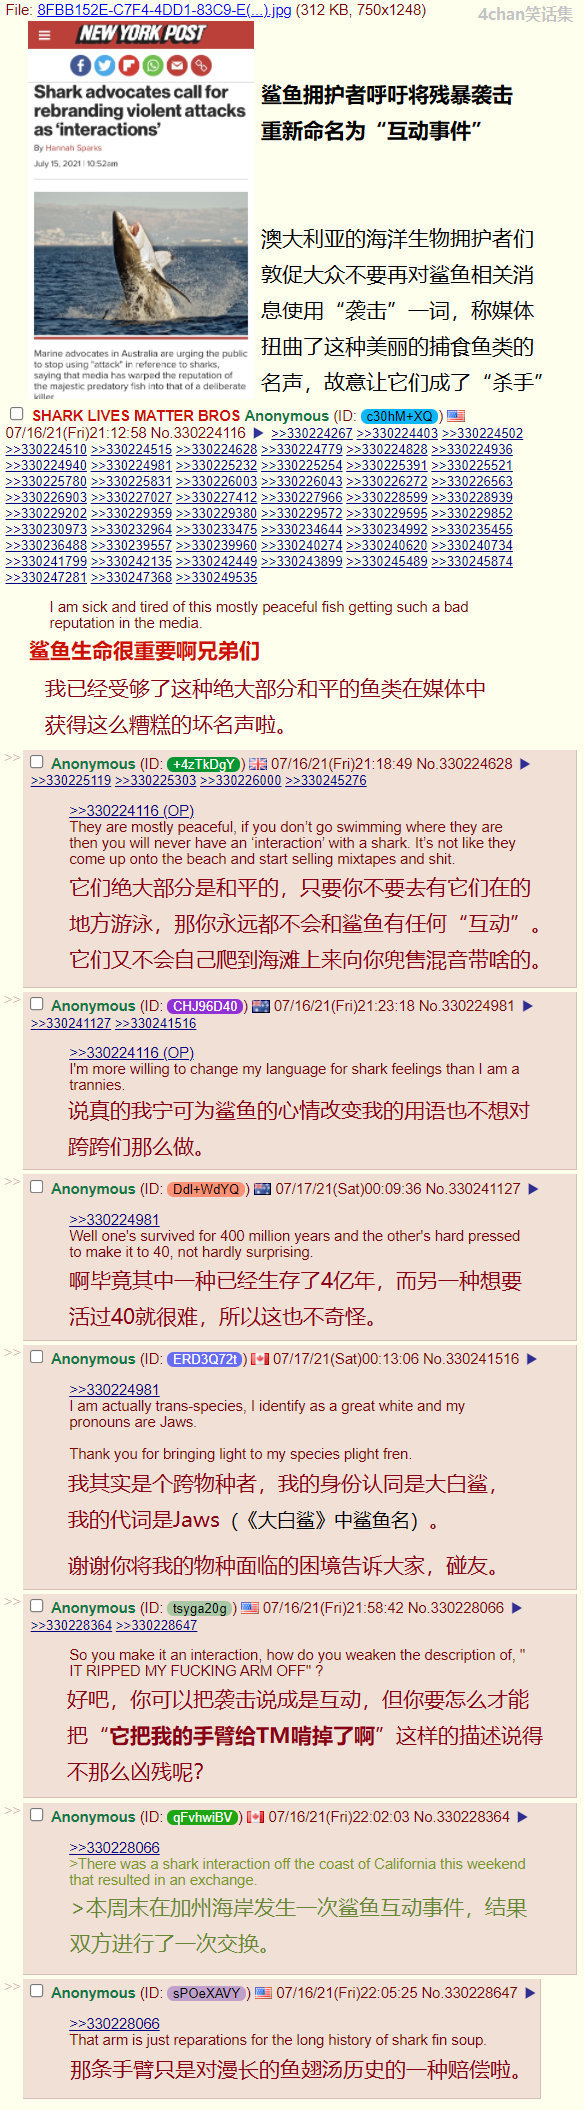 File: 8FBB152E-C7F4-4DD1-83C9-E(...).jpg (312 KB, 750x1248)
4chan笑话集
NEW YORK POST
Shark advocates call for
rebranding violent attacks
as ‘interactions’
By Hannah Sparks
July 15, 2021 | 10:52am
鲨鱼拥护者呼吁将残暴袭击
重新命名为“互动事件”
澳大利亚的海洋生物拥护者们
敦促大众不要再对鲨鱼相关消
息使用“袭击”一词，称媒体
扭曲了这种美丽的捕食鱼类的
名声，故意让它们成了“杀手”
Marine advocates in Australia are urging the public
to stop using "attack" in reference to sharks,
saying that media has warped the reputation of
the majestic predatory fish into that of a deliberate
killer
SHARK LIVES MATTER BROS Anonymous (ID: c30hM+XQ)
07/16/21(Fri)21:12:58 No.330224116 ▶ >>330224267 >>330224403 >>330224502
>>330224510 >>330224515 >>330224628 >>330224779 >>330224828 >>330224936
>>330224940 >>330224981 >>330225232 >>330225254 >>330225391 >>330225521
>>330225780 >>330225831 >>330226003 >>330226043 >>330226272 >>330226563
>>330226903 >>330227027 >>330227412 >>330227966 >>330228599 >>330228939
>>330229202 >>330229359 >>330229380 >>330229572 >>330229595 >>330229852
>>330230973 >>330232964 >>330233475 >>330234644 >>330234992 >>330235455
>>330236488 >>330239557 >>330239960 >>330240274 >>330240620 >>330240734
>>330241799 >>330242135 >>330242449 >>330243899 >>330245489 >>330245874
>>330247281 >>330247368 >>330249535
I am sick and tired of this mostly peaceful fish getting such a bad
reputation in the media.
鲨鱼生命很重要啊兄弟们
我已经受够了这种绝大部分和平的鱼类在媒体中
获得这么糟糕的坏名声啦。
>> Anonymous (ID: +4zTkDgY) 07/16/21(Fri)21:18:49 No.330224628 ▶
>>330225119 >>330225303 >>330226000 >>330245276
>>330224116 (OP)
They are mostly peaceful, if you don’t go swimming where they are
then you will never have an ‘interaction’ with a shark. It’s not like they
come up onto the beach and start selling mixtapes and shit.
它们绝大部分是和平的，只要你不要去有它们在的
地方游泳，那你永远都不会和鲨鱼有任何“互动”。
它们又不会自己爬到海滩上来向你兜售混音带啥的。
>> Anonymous (ID: CHJ96D40) 07/16/21(Fri)21:23:18 No.330224981 ▶
>>330241127 >>330241516
>>330224116 (OP)
I'm more willing to change my language for shark feelings than I am a
trannies.
说真的我宁可为鲨鱼的心情改变我的用语也不想对
跨跨们那么做。
>> Anonymous (ID: Ddl+WdYQ) 07/17/21(Sat)00:09:36 No.330241127 ▶
>>330224981
Well one's survived for 400 million years and the other's hard pressed
to make it to 40, not hardly surprising.
啊毕竟其中一种已经生存了4亿年，而另一种想要
活过40就很难，所以这也不奇怪。
>> Anonymous (ID: ERD3Q72t) 07/17/21(Sat)00:13:06 No.330241516 ▶
>>330224981
I am actually trans-species, I identify as a great white and my
pronouns are Jaws.
Thank you for bringing light to my species plight fren.
我其实是个跨物种者，我的身份认同是大白鲨，
我的代词是Jaws（《大白鲨》中鲨鱼名）。
谢谢你将我的物种面临的困境告诉大家，碰友。
>> Anonymous (ID: tsyga20g) 07/16/21(Fri)21:58:42 No.330228066 ▶
>>330228364 >>330228647
So you make it an interaction, how do you weaken the description of, "
IT RIPPED MY FUCKING ARM OFF" ?
好吧，你可以把袭击说成是互动，但你要怎么才能
把“它把我的手臂给TM啃掉了啊”这样的描述说得
不那么凶残呢？
>> Anonymous (ID: qFvhwiBV) 07/16/21(Fri)22:02:03 No.330228364 ▶
>>330228066
>There was a shark interaction off the coast of California this weekend
that resulted in an exchange.
>本周末在加州海岸发生一次鲨鱼互动事件，结果
双方进行了一次交换。
>> Anonymous (ID: sPOeXAVY) 07/16/21(Fri)22:05:25 No.330228647 ▶
>>330228066
That arm is just reparations for the long history of shark fin soup.
那条手臂只是对漫长的鱼翅汤历史的一种赔偿啦。